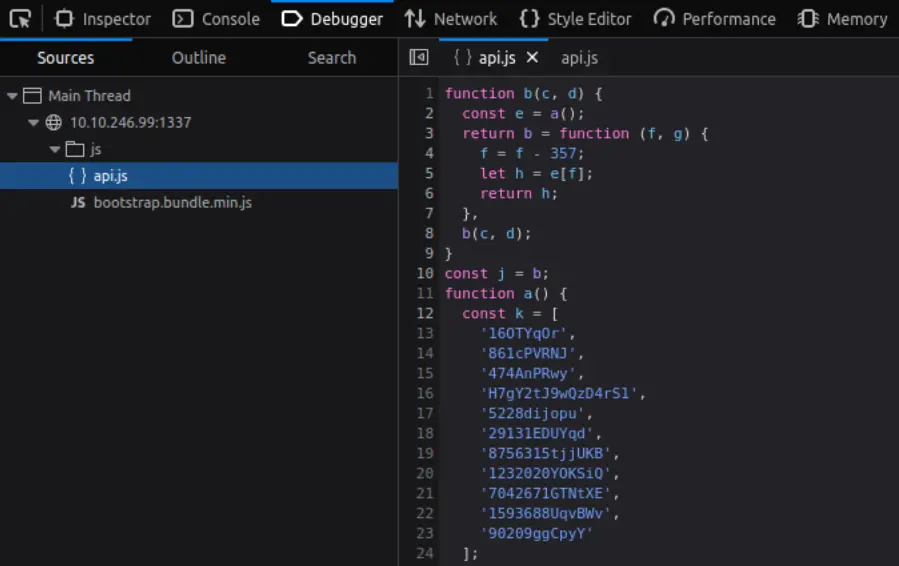 Inspector Console Debugger Network Style Editor Performance Memory
Sources Outline Search
{ } api.js × api.js
Main Thread
10.10.246.99:1337
js
{ } api.js
JS bootstrap.bundle.min.js
1 function b(c, d) {
2 const e = a();
3 return b = function (f, g) {
4 f = f - 357;
5 let h = e[f];
6 return h;
7 },
8 b(c, d);
9 }
10 const j = b;
11 function a() {
12 const k = [
13 '16OTYqOr',
14 '861cPVRNJ',
15 '474AnPRwy',
16 'H7gY2tJ9wQzD4rS1',
17 '5228dijopu',
18 '29131EDUYqd',
19 '8756315tjjUKB',
20 '1232020YOKSiQ',
21 '7042671GTNtXE',
22 '1593688UqvBWv',
23 '90209ggCpyY'
24 ];